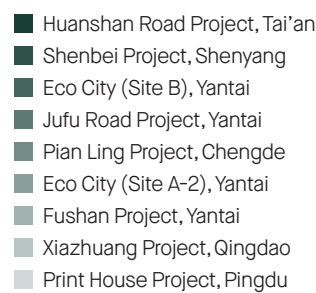 Huanshan Road Project, Tai’an
Shenbei Project, Shenyang
Eco City (Site B), Yantai
Jufu Road Project, Yantai
Pian Ling Project, Chengde
Eco City (Site A-2), Yantai
Fushan Project, Yantai
Xiazhuang Project, Qingdao
Print House Project, Pingdu